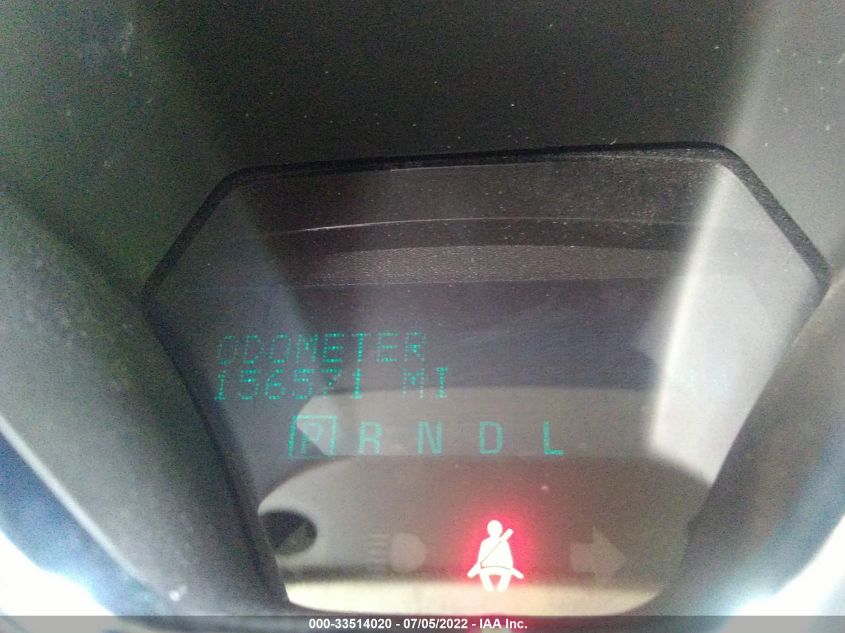 ODOMETER
156571 MI
P R N D L
000-33514020 - 07/05/2022 - IAA Inc.